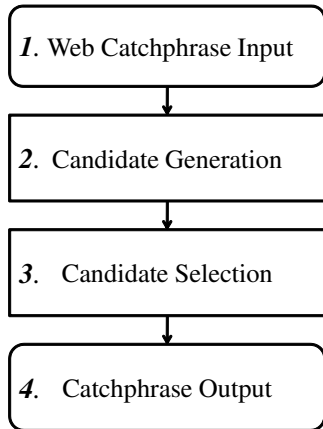 1. Web Catchphrase Input
2. Candidate Generation
3. Candidate Selection
4. Catchphrase Output